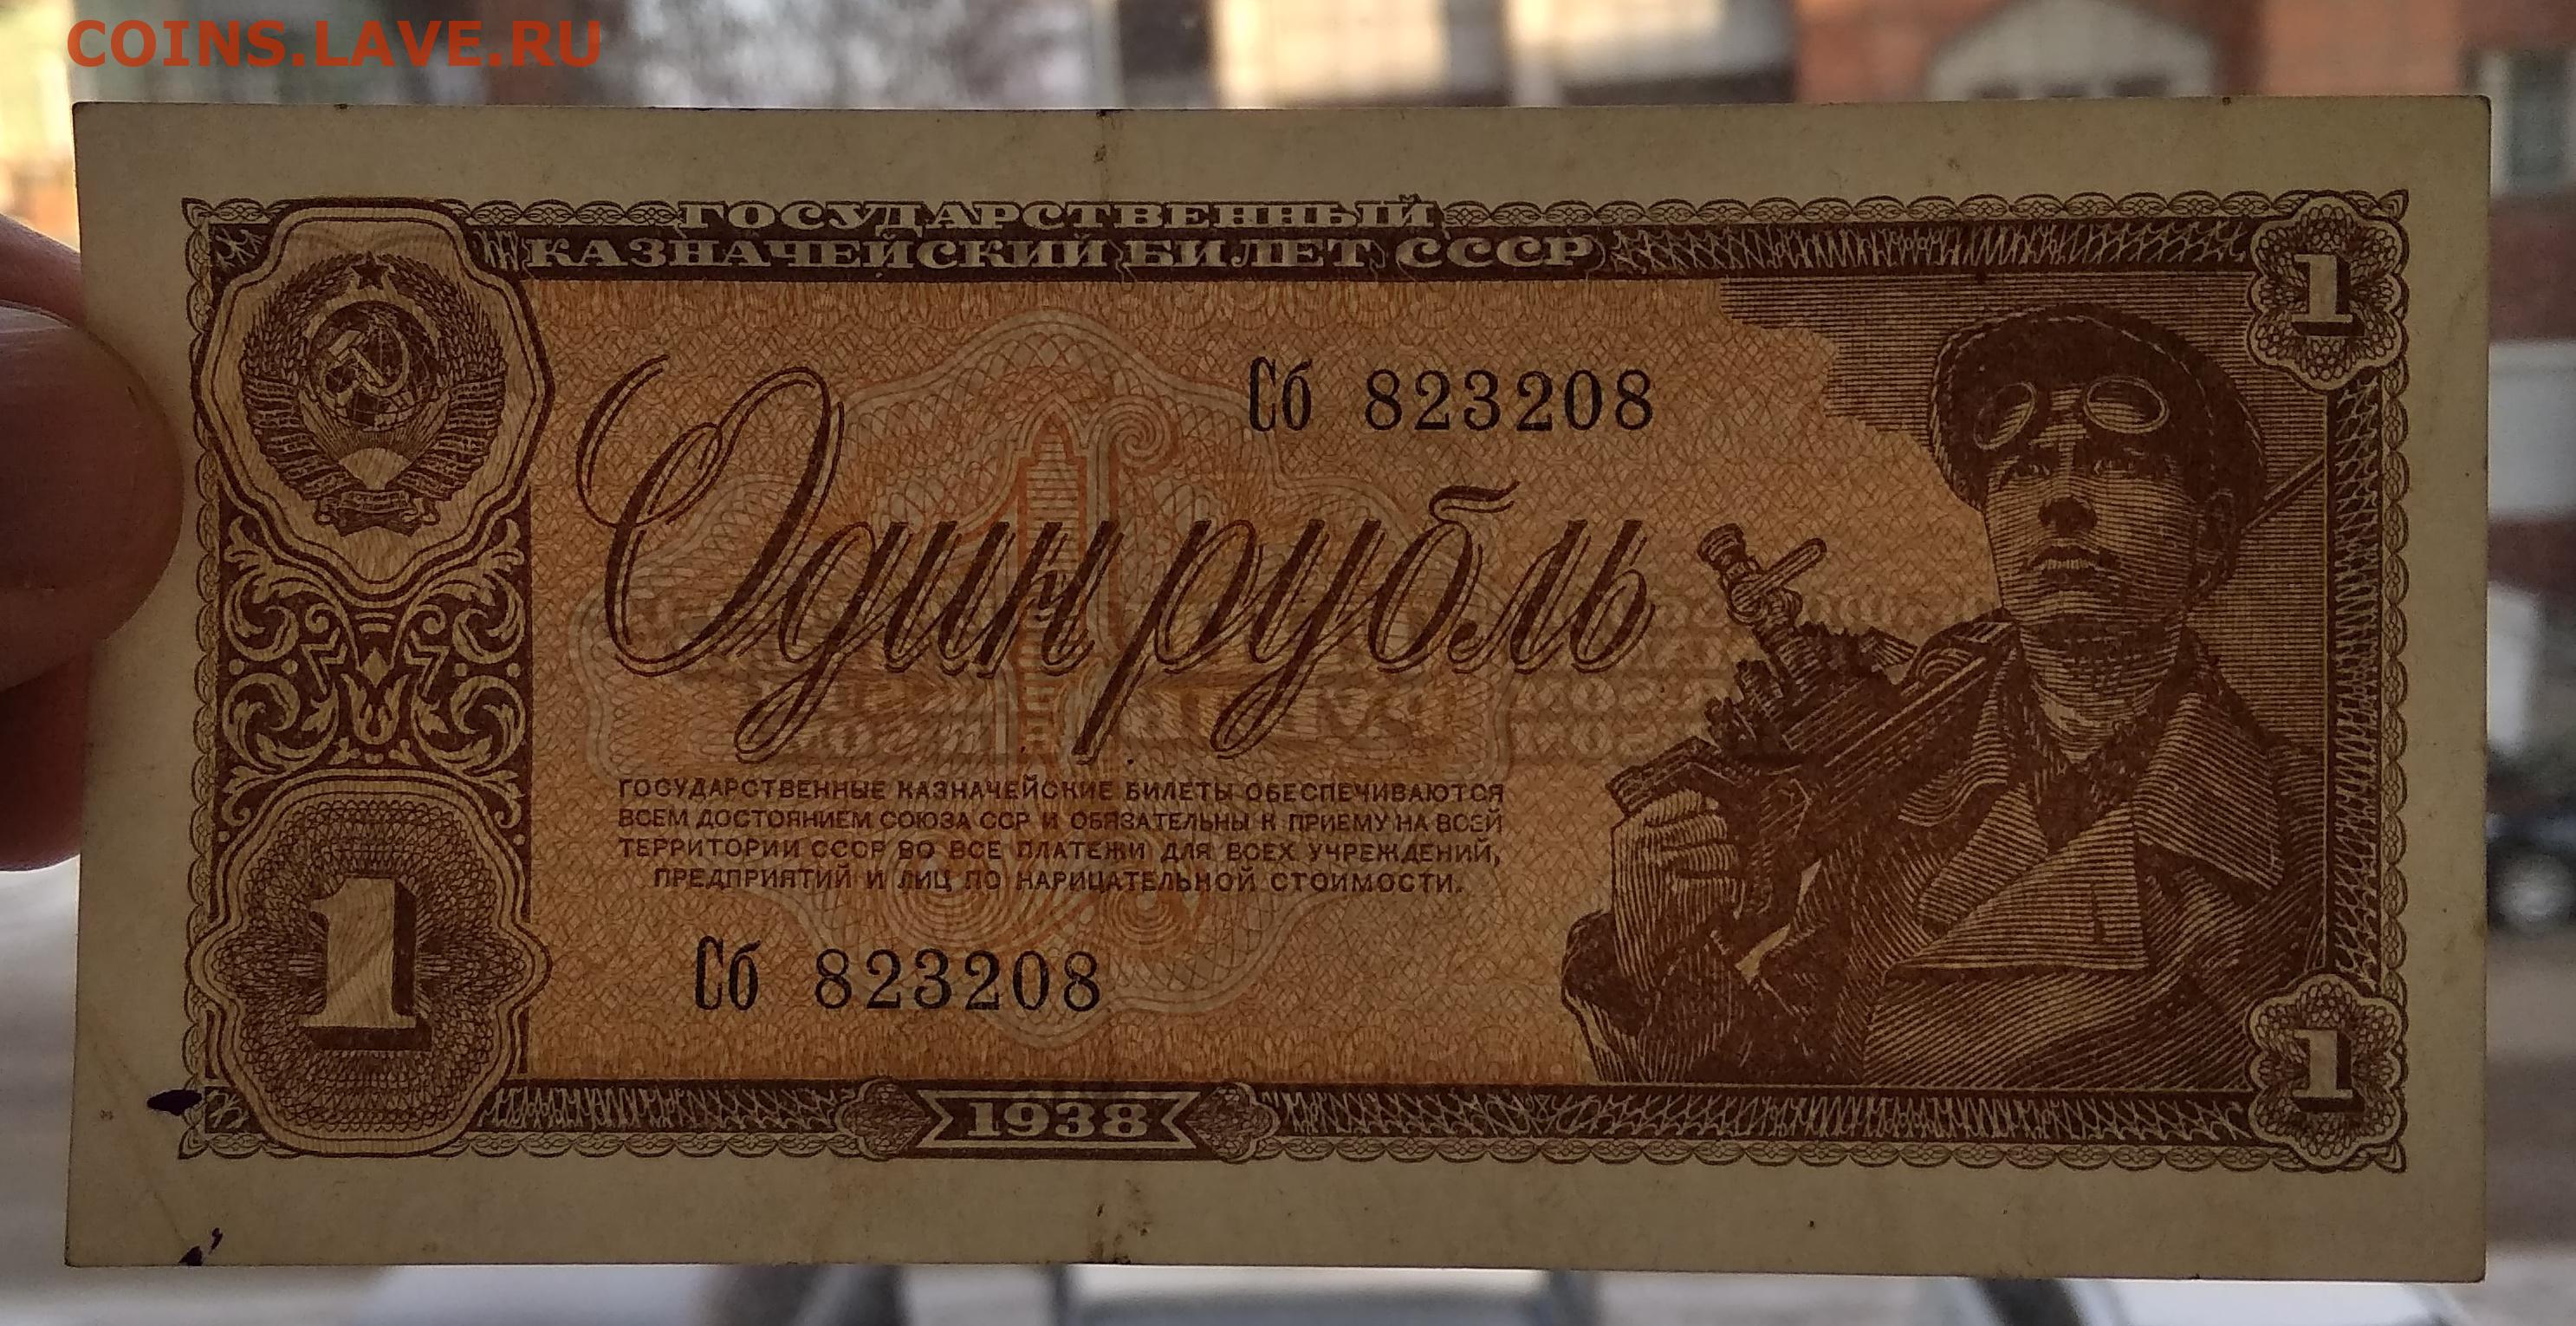 COINS.LAVE.RU
ГОСУДАРСТВЕННЫЙ
КАЗНАЧЕЙСКИЙ БИЛЕТ СССР
1
Сб 823208
Один рубль
ГОСУДАРСТВЕННЫЕ КАЗНАЧЕЙСКИЕ БИЛЕТЫ ОБЕСПЕЧИВАЮТСЯ
ВСЕМ ДОСТОЯНИЕМ СОЮЗА ССР И ОБЯЗАТЕЛЬНЫ К ПРИЕМУ НА ВСЕЙ
ТЕРРИТОРИИ СССР ВО ВСЕ ПЛАТЕЖИ ДЛЯ ВСЕХ УЧРЕЖДЕНИЙ,
ПРЕДПРИЯТИЙ И ЛИЦ ПО НАРИЦАТЕЛЬНОЙ СТОИМОСТИ.
1
Сб 823208
1
1938